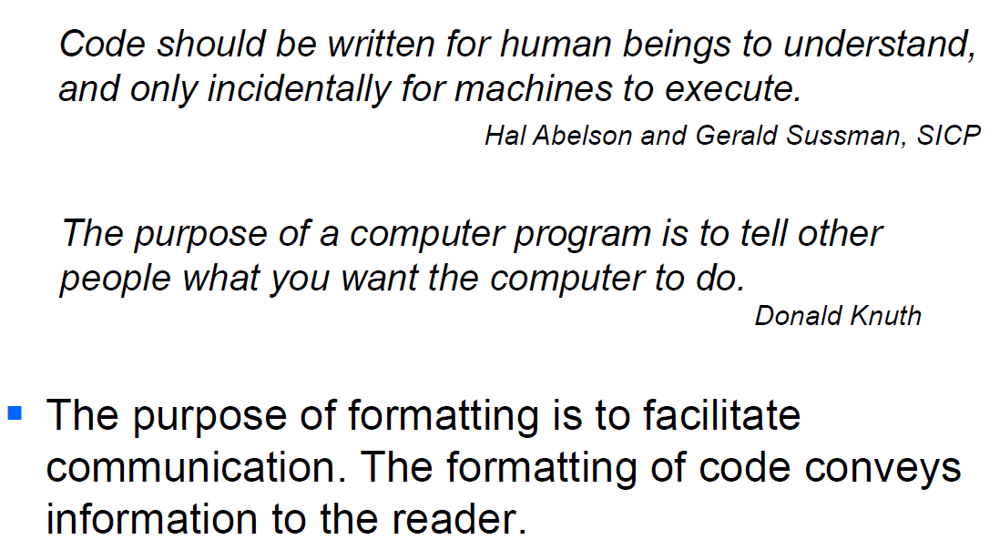 Code should be written for human beings to understand,
and only incidentally for machines to execute.
Hal Abelson and Gerald Sussman, SICP
The purpose of a computer program is to tell other
people what you want the computer to do.
Donald Knuth
▪ The purpose of formatting is to facilitate
communication. The formatting of code conveys
information to the reader.